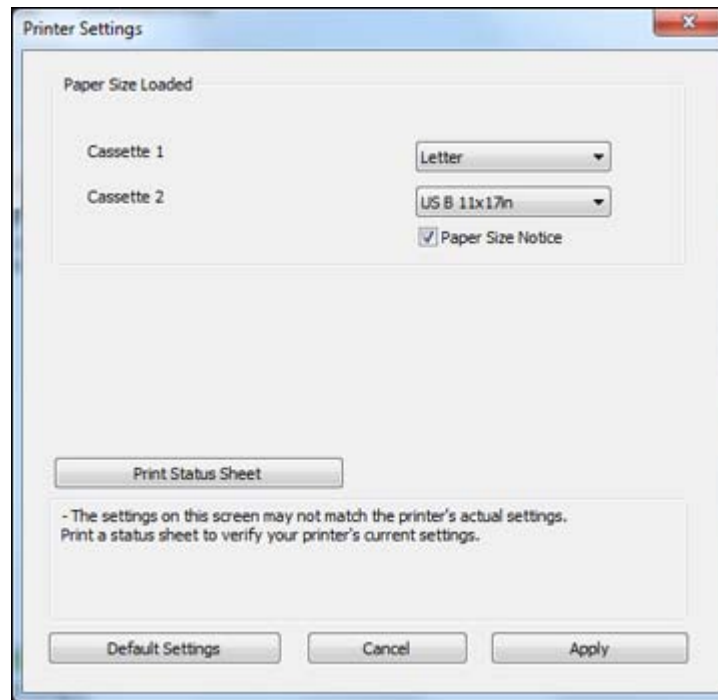 Printer Settings
Paper Size Loaded
Cassette 1
Letter
Cassette 2
US B 11x17in
Paper Size Notice
Print Status Sheet
- The settings on this screen may not match the printer's actual settings.
Print a status sheet to verify your printer's current settings.
Default Settings
Cancel
Apply